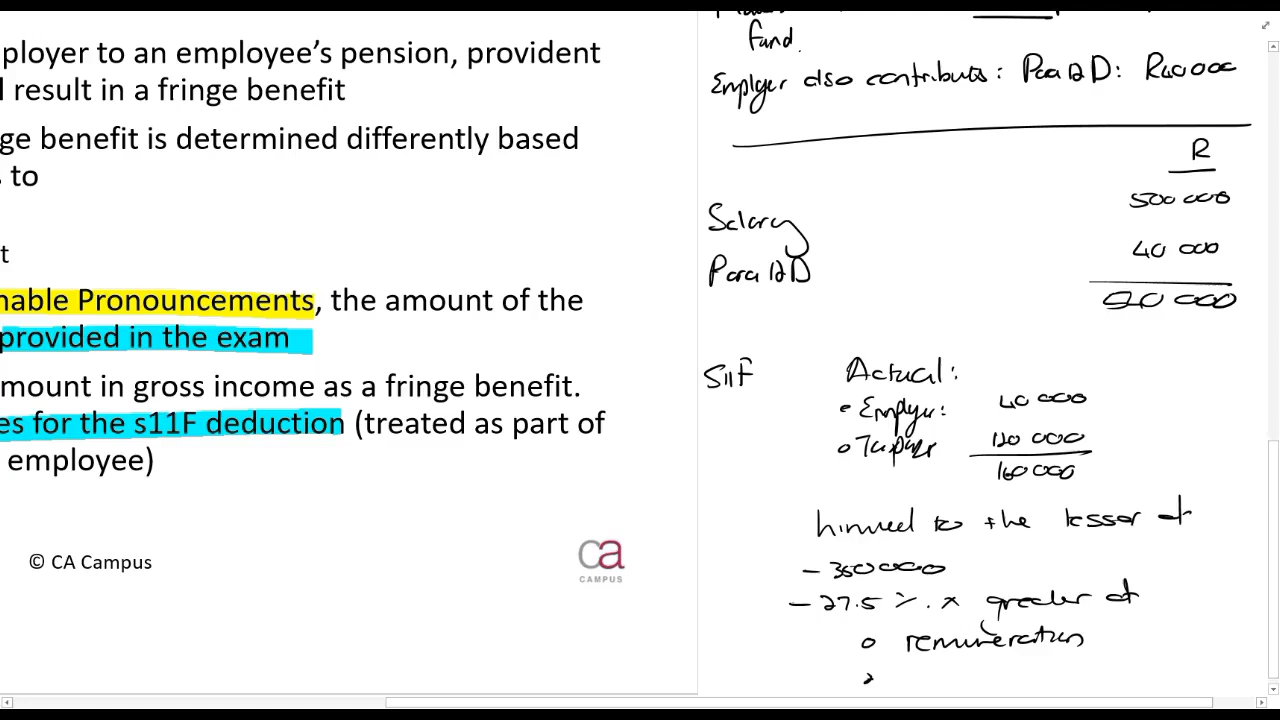 ployer to an employee's pension, provident
l result in a fringe benefit
ge benefit is determined differently based
s to
t
nable Pronouncements, the amount of the
provided in the exam
mount in gross income as a fringe benefit.
es for the s11F deduction (treated as part of
employee)
© CA Campus
ca
CAMPUS
fund.
Employer also contributes: Para 12D: R40 000
R
Salary 500 000
Para 12D 40 000
540 000
S11F Actual:
• Employer: 40 000
• Taxpayer 120 000
160 000
limited to the lesser of
- 350 000
- 27.5 %. x greater of
o remuneration